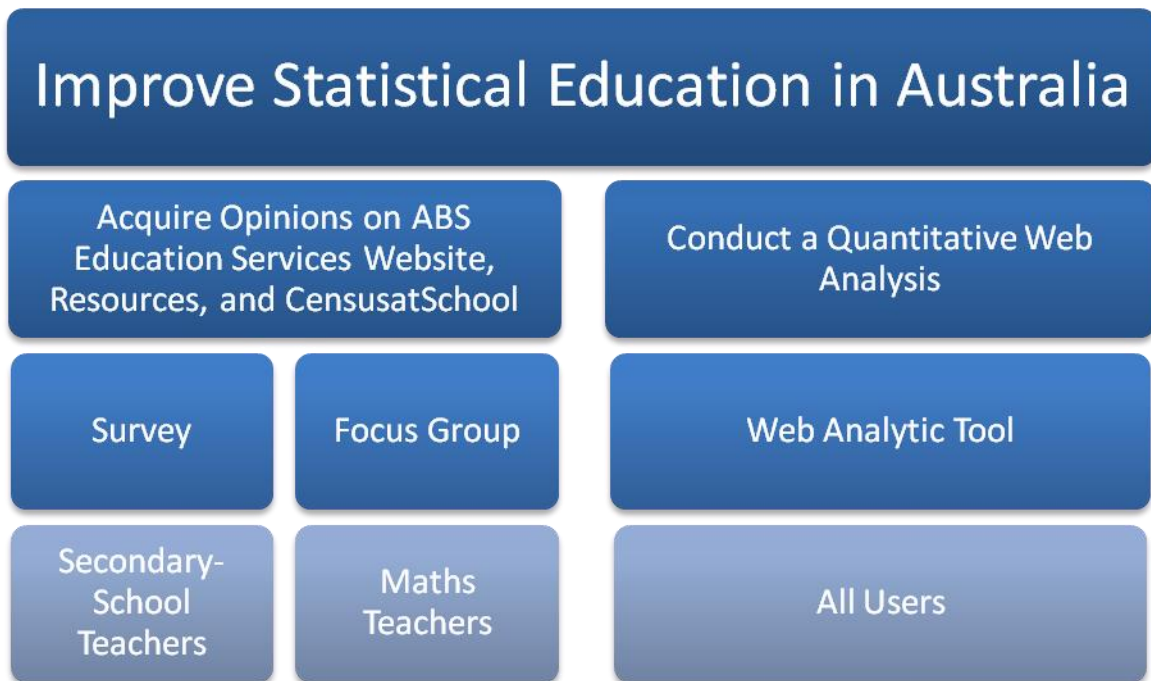 Improve Statistical Education in Australia
Acquire Opinions on ABS
Education Services Website,
Resources, and CensusatSchool
Conduct a Quantitative Web
Analysis
Survey
Focus Group
Web Analytic Tool
Secondary-
School
Teachers
Maths
Teachers
All Users